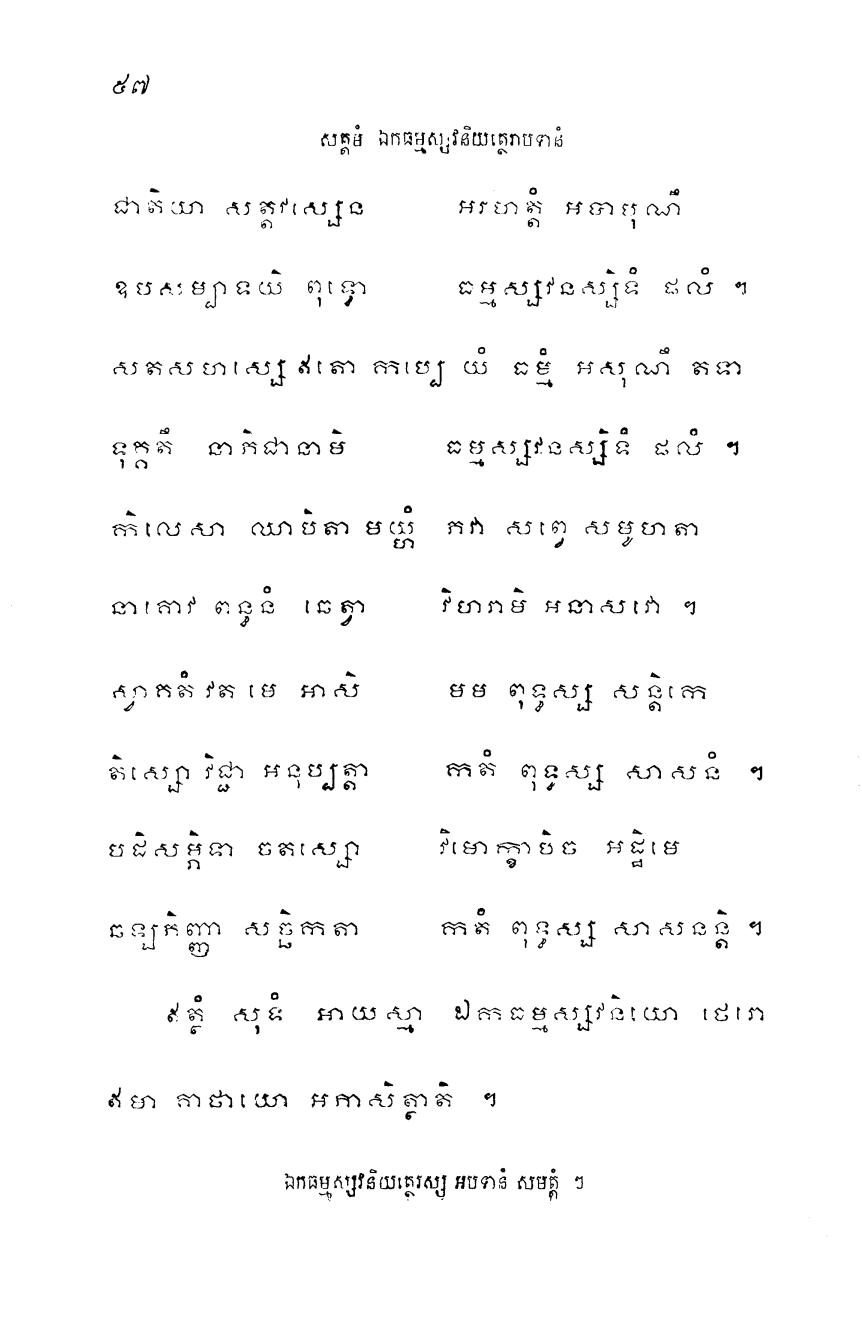 ៥៧
សត្តមំ ឯកធម្មស្សវនិយត្ថេរាបទានំ
ជាតិយា សត្តវស្សេន អរហត្តំ អបាបុណឹ
ឧបសម្បាទយិ ពុទ្ធោ ធម្មស្សវនស្សិទំ ផលំ ។
សតសហស្សេ ឥតោ កប្បេ យំ ធម្មំ អសុណឹ តទា
ទុគ្គតឹ នាភិជានាមិ ធម្មស្សវនស្សិទំ ផលំ ។
កិលេសា ឈាបិតា មយ្ហំ ភវា សព្វេ សមូហតា
នាគោវ ពន្ធនំ ឆេត្វា វិហរាមិ អនាសវោ ។
ស្វាគតំ វត មេ អាសិ មម ពុទ្ធស្ស សន្តិកេ
តិស្សោ វិជ្ជា អនុប្បត្តា កតំ ពុទ្ធស្ស សាសនំ ។
បដិសម្ភិទា ចតស្សោ វិមោក្ខាបិច អដ្ឋិមេ
ឆឡភិញ្ញា សច្ឆិកតា កតំ ពុទ្ធស្ស សាសនន្តិ ។
ឥត្ថំ សុទំ អាយស្មា ឯកធម្មស្សវនិយោ ថេរោ
ឥមា គាថាយោ អភាសិត្ថាតិ ។
ឯកធម្មស្សវនិយត្ថេរស្ស អបទានំ សមត្តំ ។